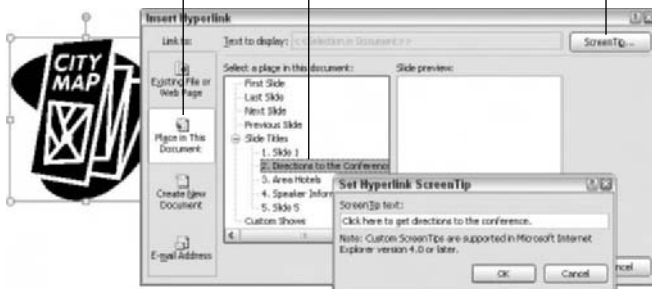 CITY
MAP
Insert Hyperlink
Link to:
Text to display: <<Selection in Document>>
ScreenTip...
Existing File or
Web Page
Place in This
Document
Create New
Document
E-mail Address
Select a place in this document:
First Slide
Last Slide
Next Slide
Previous Slide
Slide Titles
1. Slide 1
2. Directions to the Conferenc
3. Area Hotels
4. Speaker Inform
5. Slide 5
Custom Shows
Slide preview:
Set Hyperlink ScreenTip
ScreenTip text:
Click here to get directions to the conference.
Note: Custom ScreenTips are supported in Microsoft Internet
Explorer version 4.0 or later.
OK
Cancel
ncel